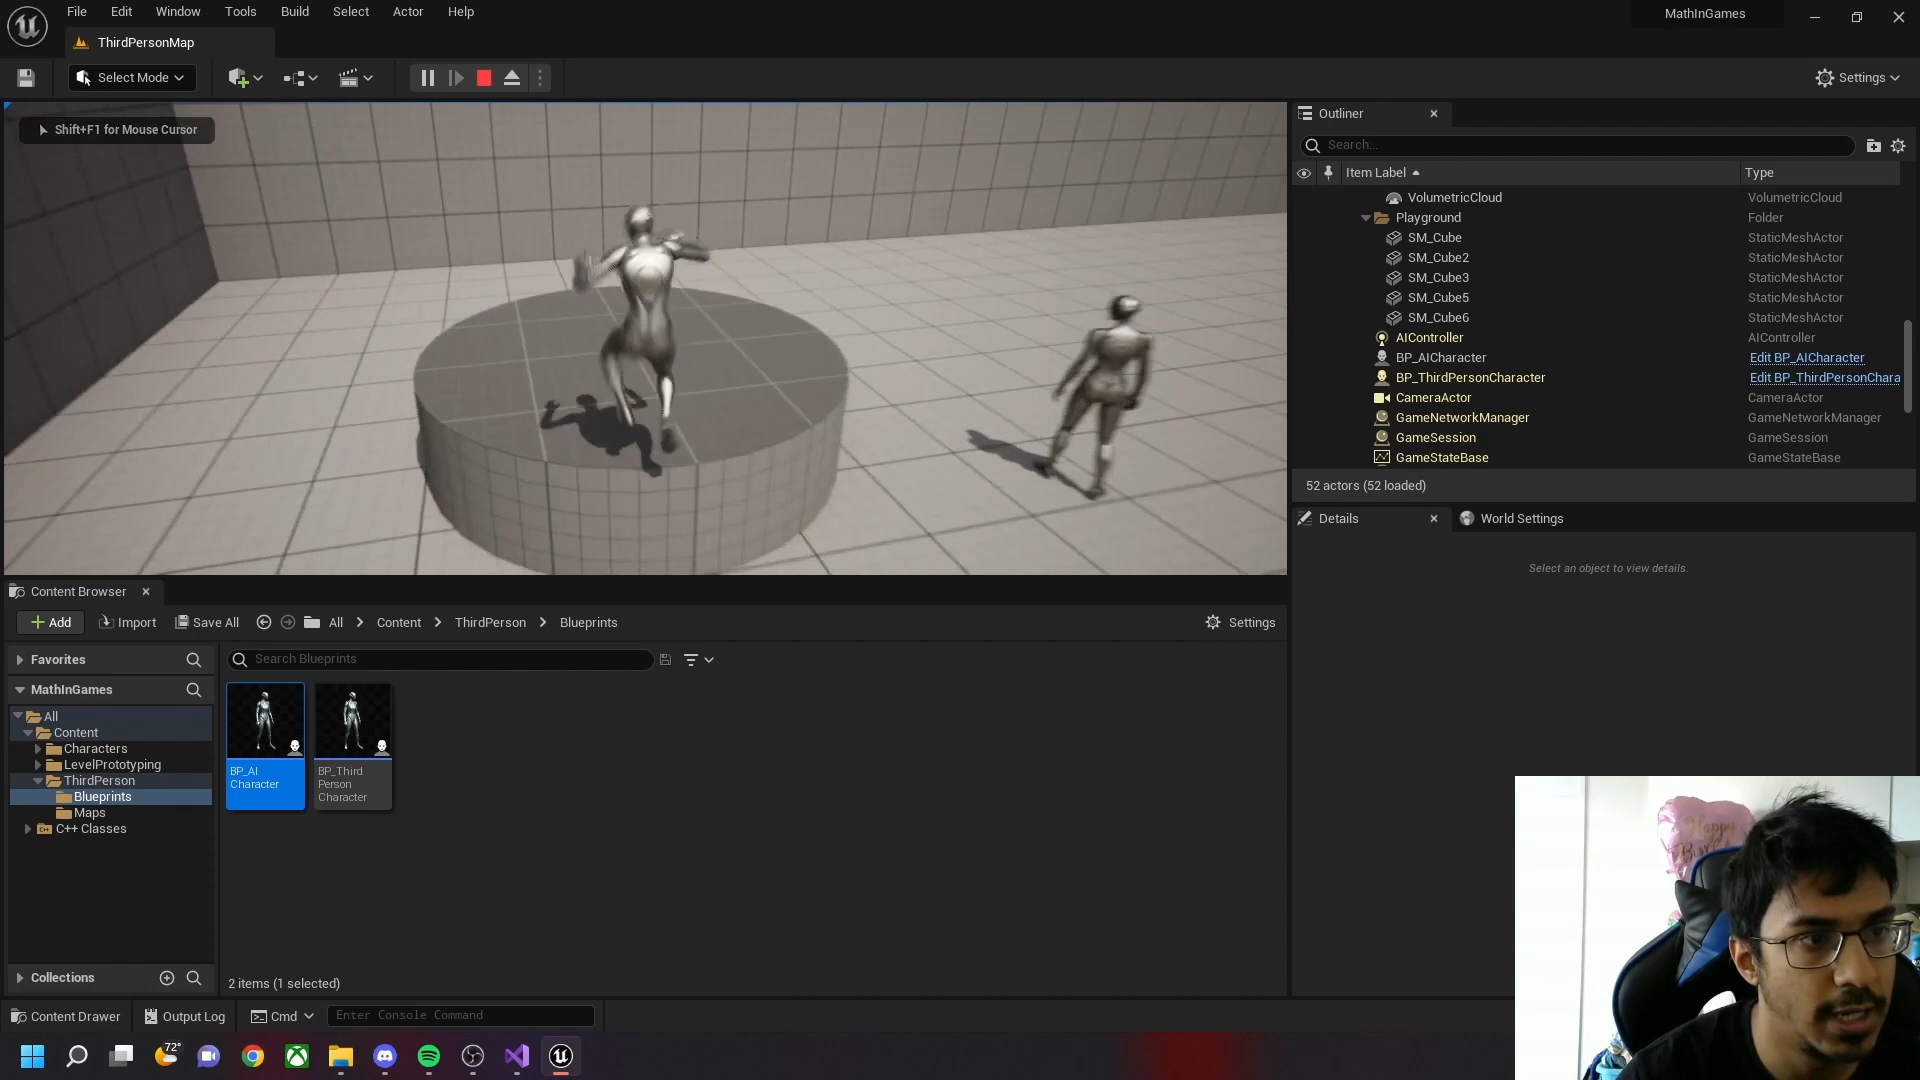 File Edit Window Tools Build Select Actor Help
MathInGames
ThirdPersonMap
Select Mode
Settings
Shift+F1 for Mouse Cursor
Outliner
Search...
Item Label Type
VolumetricCloud VolumetricCloud
Playground Folder
SM_Cube StaticMeshActor
SM_Cube2 StaticMeshActor
SM_Cube3 StaticMeshActor
SM_Cube5 StaticMeshActor
SM_Cube6 StaticMeshActor
AIController AIController
BP_AICharacter Edit BP_AICharacter
BP_ThirdPersonCharacter Edit BP_ThirdPersonChara
CameraActor CameraActor
GameNetworkManager GameNetworkManager
GameSession GameSession
GameStateBase GameStateBase
52 actors (52 loaded)
Details World Settings
Select an object to view details.
Content Browser
Add Import Save All All Content ThirdPerson Blueprints Settings
Favorites
Search Blueprints
MathInGames
All
Content
Characters
LevelPrototyping
ThirdPerson
Blueprints
Maps
C++ Classes
BP_AI
Character
BP_Third
Person
Character
Collections
2 items (1 selected)
Content Drawer Output Log Cmd Enter Console Command
72°
Happy